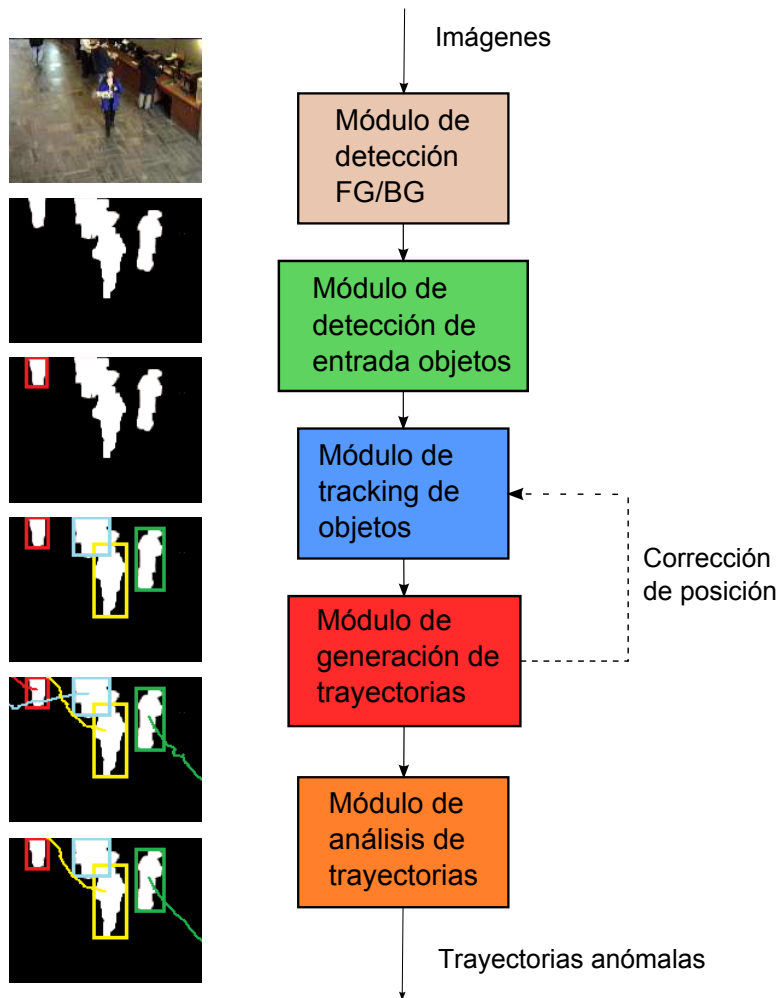 Imágenes
Módulo de
detección
FG/BG
Módulo de
detección de
entrada objetos
Módulo de
tracking de
objetos
Corrección
de posición
Módulo de
generación de
trayectorias
Módulo de
análisis de
trayectorias
Trayectorias anómalas